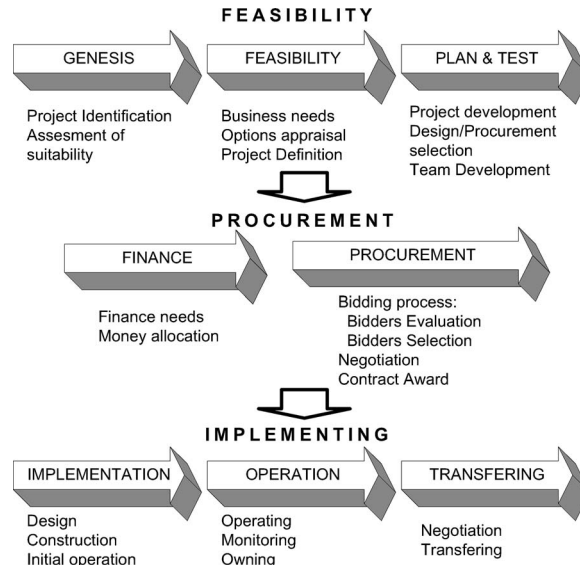 FEASIBILITY
GENESIS
FEASIBILITY
PLAN & TEST
Project Identification
Assesment of
suitability
Business needs
Options appraisal
Project Definition
Project development
Design/Procurement
selection
Team Development
PROCUREMENT
FINANCE
PROCUREMENT
Finance needs
Money allocation
Bidding process:
Bidders Evaluation
Bidders Selection
Negotiation
Contract Award
IMPLEMENTING
IMPLEMENTATION
OPERATION
TRANSFERING
Design
Construction
Initial operation
Operating
Monitoring
Owning
Negotiation
Transfering